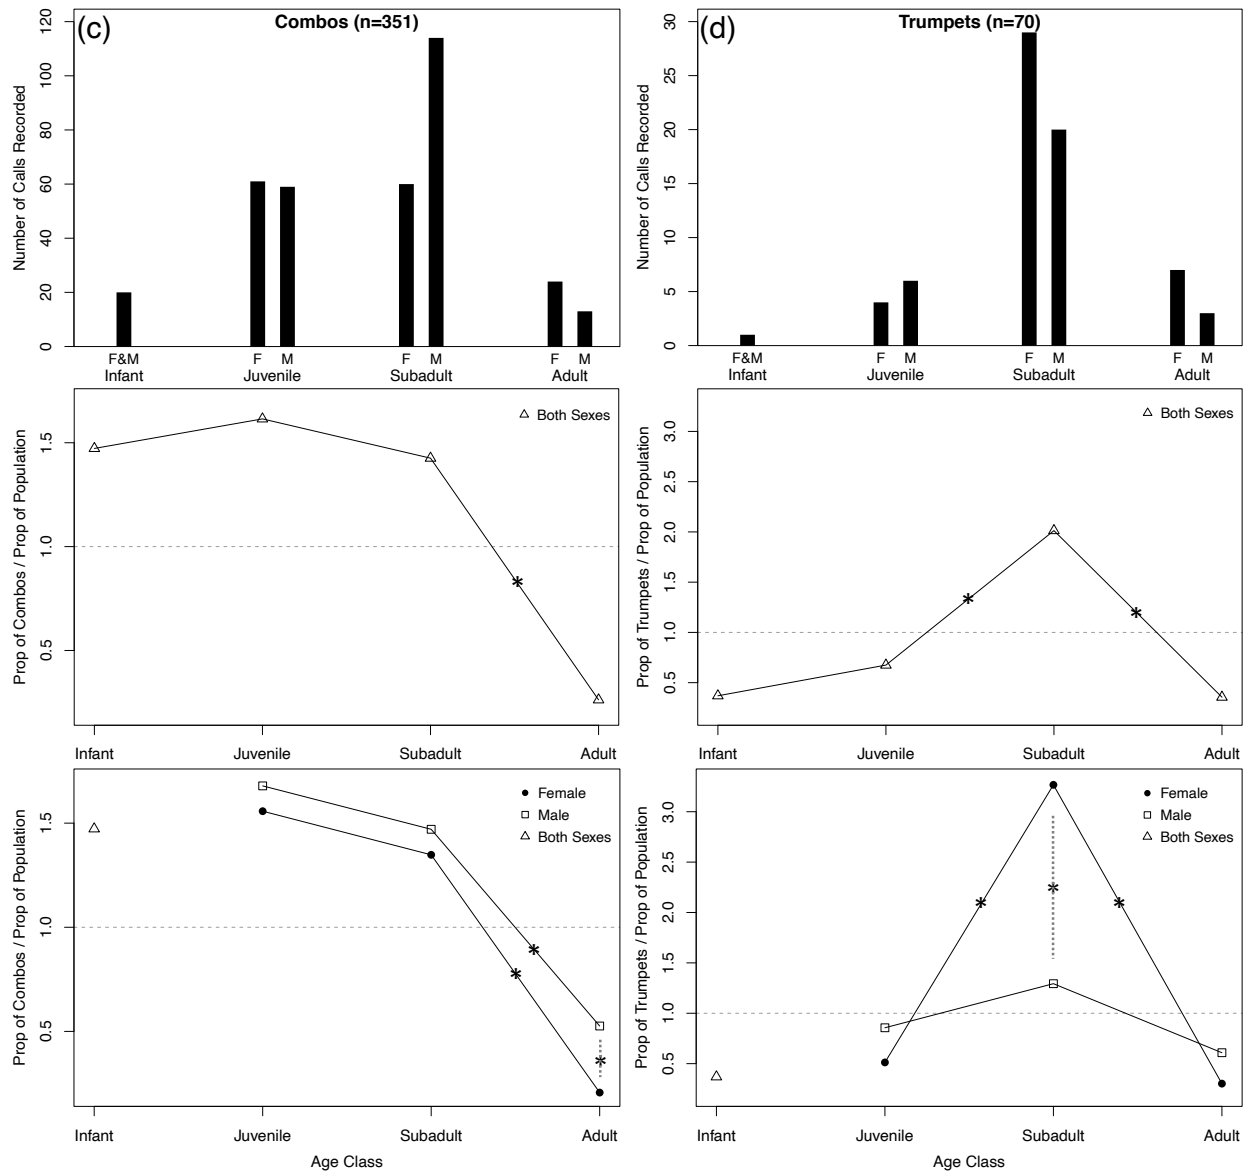 (c)
Combos (n=351)
Number of Calls Recorded
120
100
80
60
40
20
0
F&M
F M
F M
F M
Infant
Juvenile
Subadult
Adult
Prop of Combos / Prop of Population
1.5
1.0
0.5
Both Sexes
Infant
Juvenile
Subadult
Adult
Prop of Combos / Prop of Population
1.5
1.0
0.5
Female
Male
Both Sexes
*
*
*
*
Infant
Juvenile
Subadult
Adult
Age Class
(d)
Trumpets (n=70)
Number of Calls Recorded
30
25
20
15
10
5
0
F&M
F M
F M
F M
Infant
Juvenile
Subadult
Adult
Prop of Trumpets / Prop of Population
3.0
2.5
2.0
1.5
1.0
0.5
Both Sexes
*
*
Infant
Juvenile
Subadult
Adult
Prop of Trumpets / Prop of Population
3.0
2.5
2.0
1.5
1.0
0.5
Female
Male
Both Sexes
*
*
*
Infant
Juvenile
Subadult
Adult
Age Class